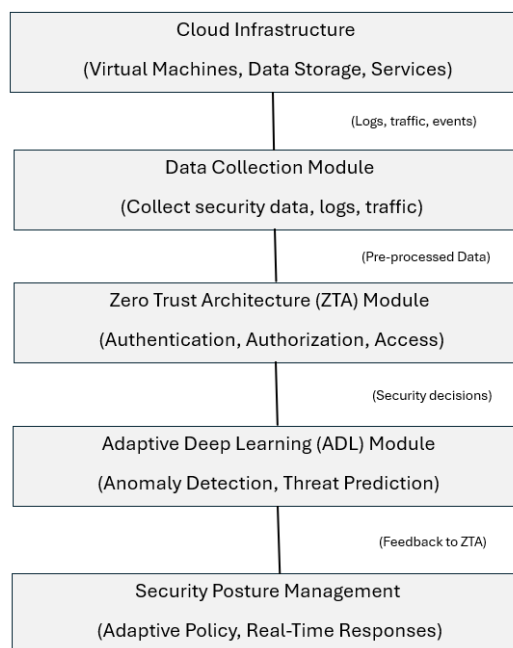 Cloud Infrastructure
(Virtual Machines, Data Storage, Services)
(Logs, traffic, events)
Data Collection Module
(Collect security data, logs, traffic)
(Pre-processed Data)
Zero Trust Architecture (ZTA) Module
(Authentication, Authorization, Access)
(Security decisions)
Adaptive Deep Learning (ADL) Module
(Anomaly Detection, Threat Prediction)
(Feedback to ZTA)
Security Posture Management
(Adaptive Policy, Real-Time Responses)